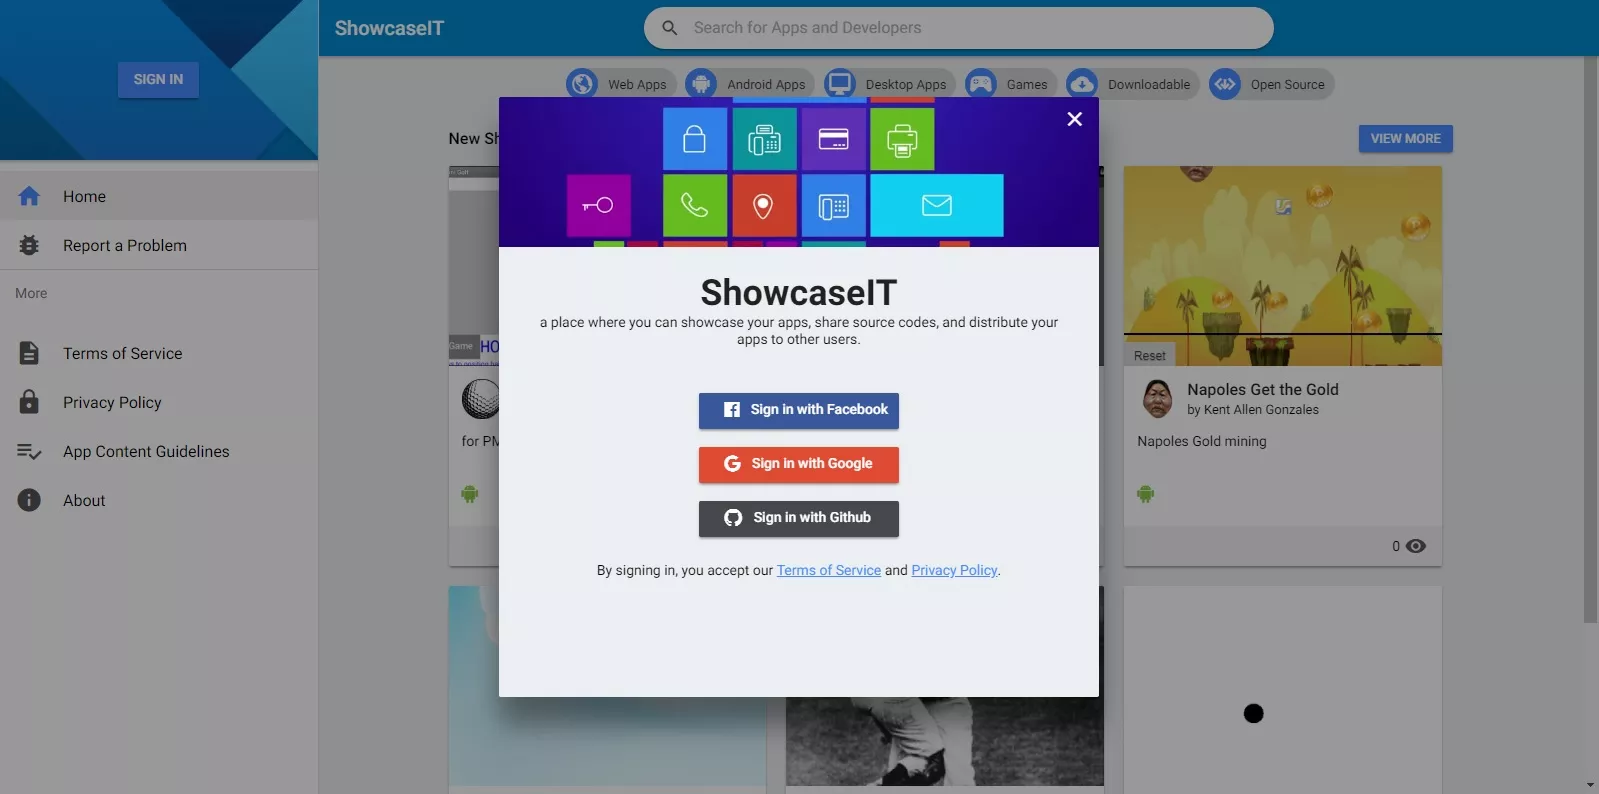 ShowcaseIT
Search for Apps and Developers
SIGN IN
Web Apps
Android Apps
Desktop Apps
Games
Downloadable
Open Source
Home
Report a Problem
More
Terms of Service
Privacy Policy
App Content Guidelines
About
New
VIEW MORE
ShowcaseIT
a place where you can showcase your apps, share source codes, and distribute your
apps to other users.
Sign in with Facebook
Sign in with Google
Sign in with Github
By signing in, you accept our Terms of Service and Privacy Policy.
Game
for
Reset
Napoles Get the Gold
by Kent Allen Gonzales
Napoles Gold mining
0